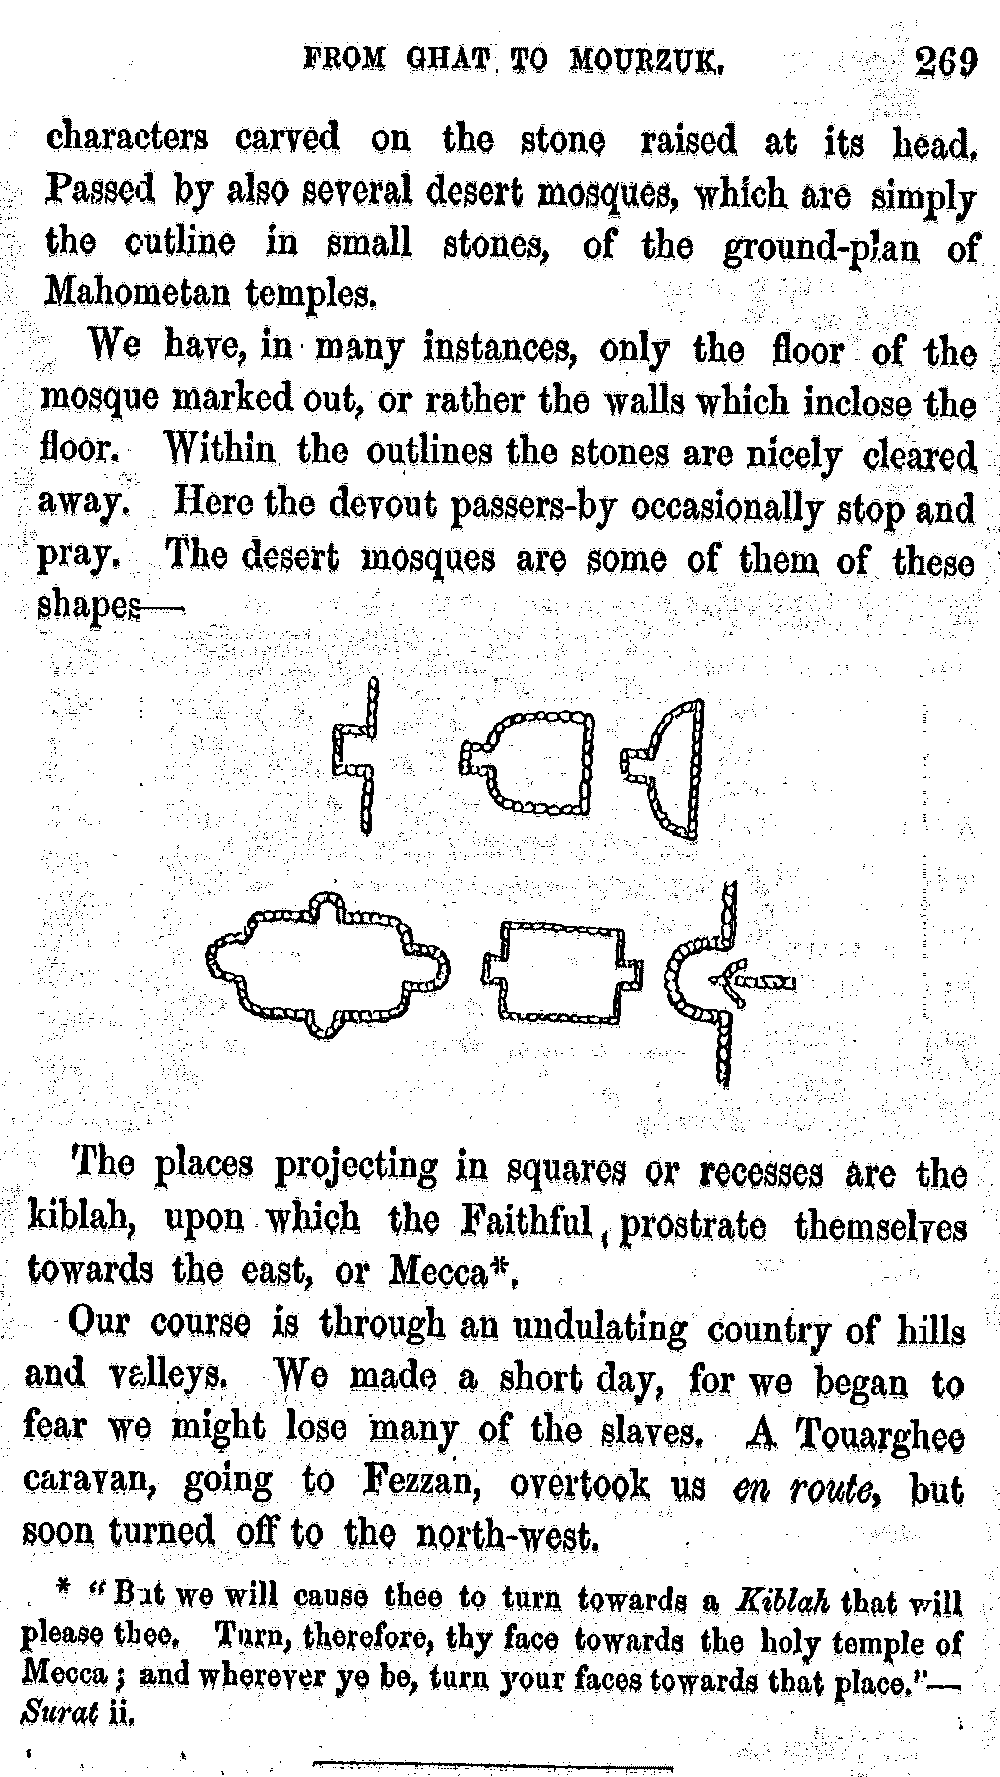 FROM GHAT TO MOURZUK. 269
characters carved on the stone raised at its head.
Passed by also several desert mosques, which are simply
the outline in small stones, of the ground-plan of
Mahometan temples.
We have, in many instances, only the floor of the
mosque marked out, or rather the walls which inclose the
floor. Within the outlines the stones are nicely cleared
away. Here the devout passers-by occasionally stop and
pray. The desert mosques are some of them of these
shapes—
The places projecting in squares or recesses are the
kiblah, upon which the Faithful prostrate themselves
towards the east, or Mecca*.
Our course is through an undulating country of hills
and valleys. We made a short day, for we began to
fear we might lose many of the slaves. A Touarghee
caravan, going to Fezzan, overtook us en route, but
soon turned off to the north-west.
* "But we will cause thee to turn towards a Kiblah that will
please thee. Turn, therefore, thy face towards the holy temple of
Mecca; and wherever ye be, turn your faces towards that place."—
Surat ii.